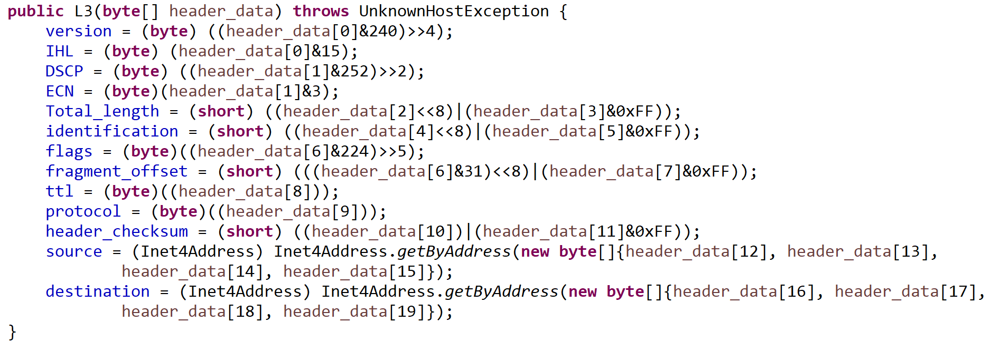 public L3(byte[] header_data) throws UnknownHostException {
    version = (byte) ((header_data[0]&240)>>4);
    IHL = (byte) (header_data[0]&15);
    DSCP = (byte) ((header_data[1]&252)>>2);
    ECN = (byte)(header_data[1]&3);
    Total_length = (short) ((header_data[2]<<8)|(header_data[3]&0xFF));
    identification = (short) ((header_data[4]<<8)|(header_data[5]&0xFF));
    flags = (byte)((header_data[6]&224)>>5);
    fragment_offset = (short) (((header_data[6]&31)<<8)|(header_data[7]&0xFF));
    ttl = (byte)((header_data[8]));
    protocol = (byte)((header_data[9]));
    header_checksum = (short) ((header_data[10])|(header_data[11]&0xFF));
    source = (Inet4Address) Inet4Address.getByAddress(new byte[]{header_data[12], header_data[13],
            header_data[14], header_data[15]});
    destination = (Inet4Address) Inet4Address.getByAddress(new byte[]{header_data[16], header_data[17],
            header_data[18], header_data[19]});
}